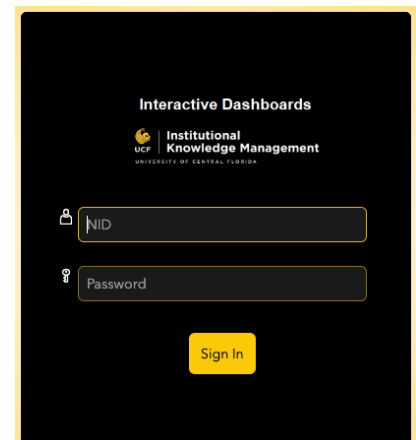 Interactive Dashboards
UCF
Institutional
Knowledge Management
UNIVERSITY OF CENTRAL FLORIDA
NID
Password
Sign In